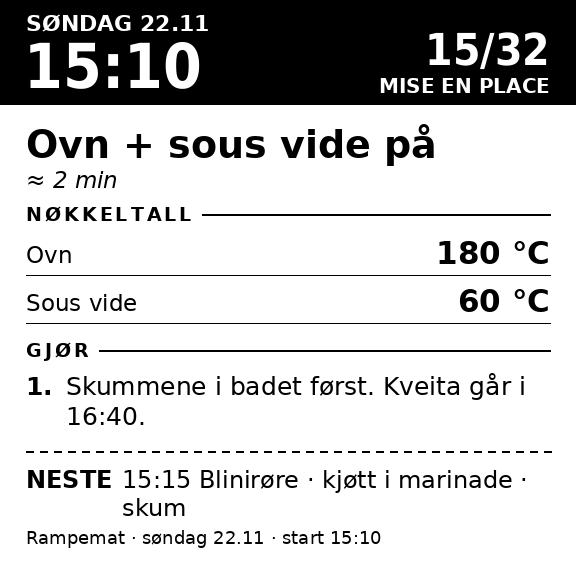 SØNDAG 22.11
15:10
15/32
MISE EN PLACE
Ovn + sous vide på
≈ 2 min
NØKKELTALL
Ovn 180 °C
Sous vide 60 °C
GJØR
1. Skummene i badet først. Kveita går i
16:40.
NESTE 15:15 Blinirøre · kjøtt i marinade ·
skum
Rampemat · søndag 22.11 · start 15:10